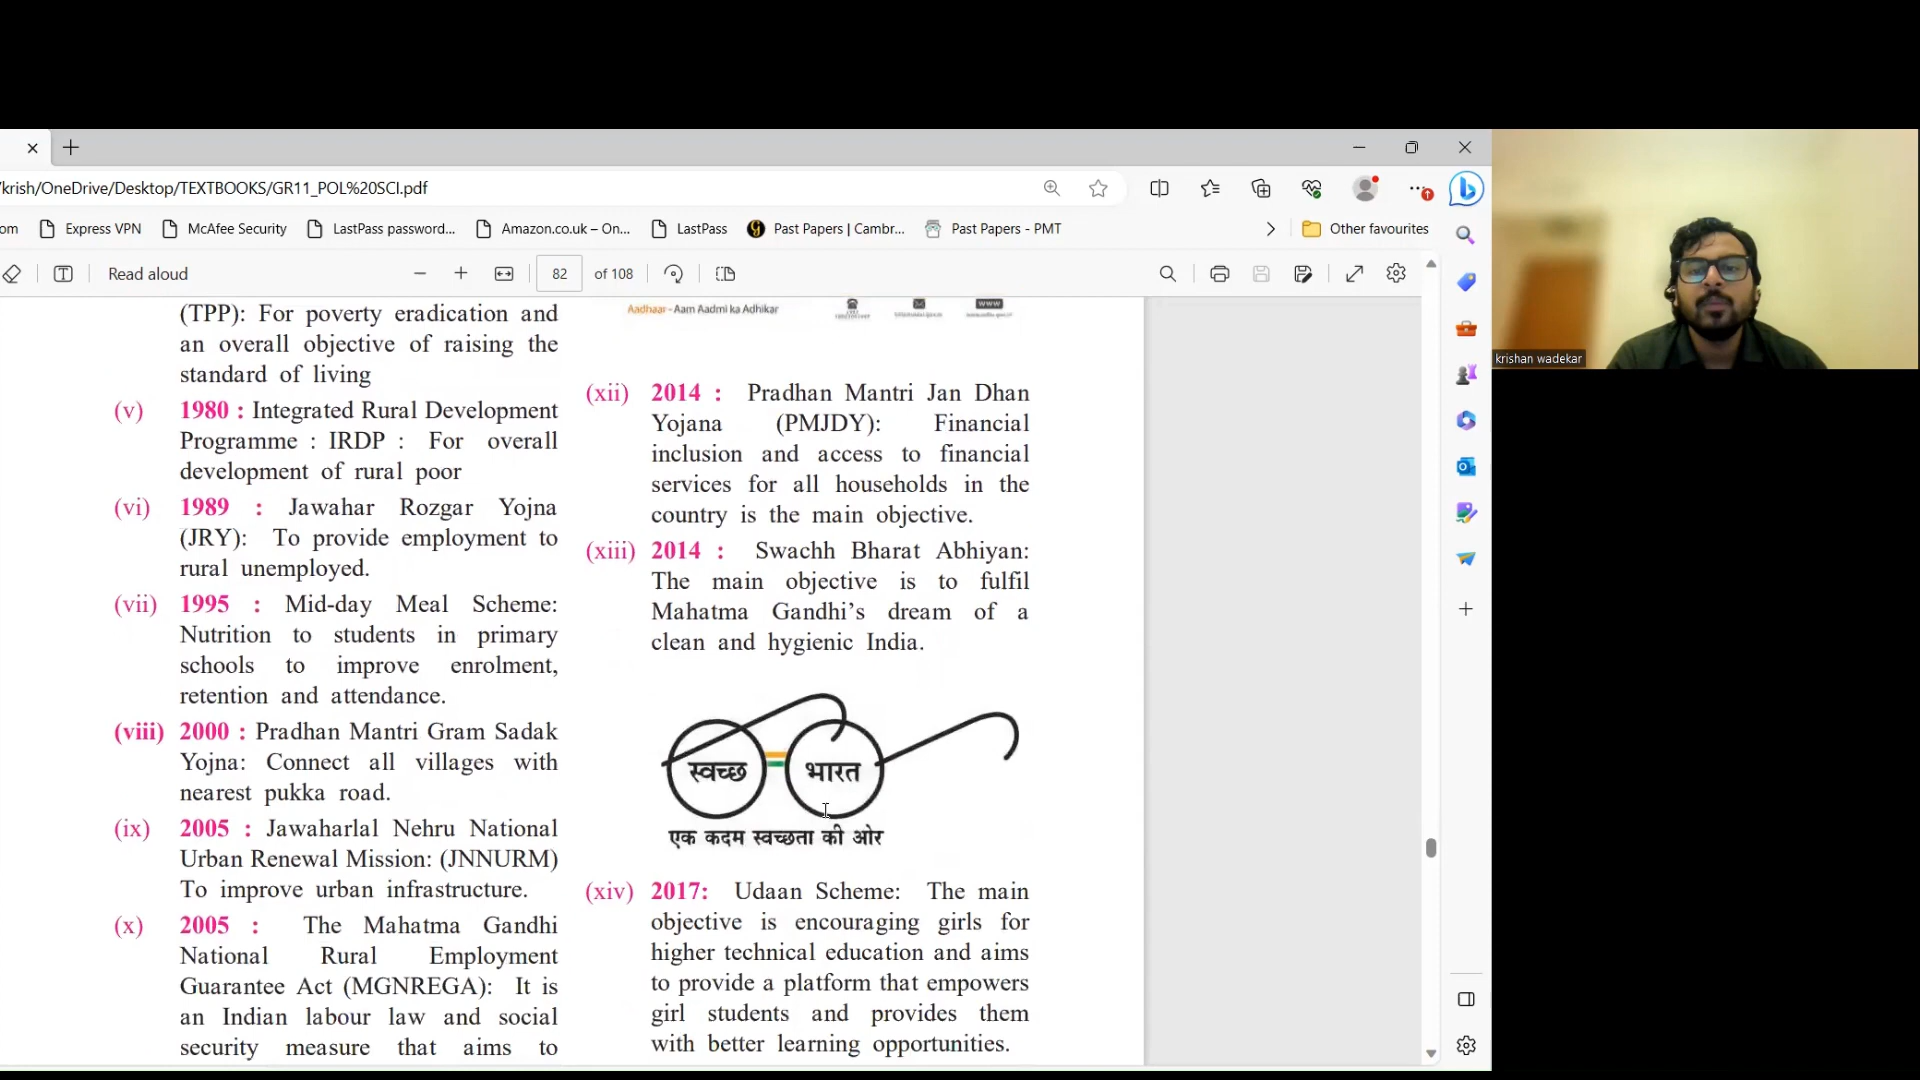 /krish/OneDrive/Desktop/TEXTBOOKS/GR11_POL%20SCI.pdf
om Express VPN McAfee Security LastPass password... Amazon.co.uk – On... LastPass Past Papers | Cambr... Past Papers - PMT Other favourites
Read aloud 82 of 108
(TPP): For poverty eradication and
an overall objective of raising the
standard of living
(v) 1980 : Integrated Rural Development
Programme : IRDP : For overall
development of rural poor
(vi) 1989 : Jawahar Rozgar Yojna
(JRY): To provide employment to
rural unemployed.
(vii) 1995 : Mid-day Meal Scheme:
Nutrition to students in primary
schools to improve enrolment,
retention and attendance.
(viii) 2000 : Pradhan Mantri Gram Sadak
Yojna: Connect all villages with
nearest pukka road.
(ix) 2005 : Jawaharlal Nehru National
Urban Renewal Mission: (JNNURM)
To improve urban infrastructure.
(x) 2005 : The Mahatma Gandhi
National Rural Employment
Guarantee Act (MGNREGA): It is
an Indian labour law and social
security measure that aims to
Aadhaar - Aam Aadmi ka Adhikar
www
(xii) 2014 : Pradhan Mantri Jan Dhan
Yojana (PMJDY): Financial
inclusion and access to financial
services for all households in the
country is the main objective.
(xiii) 2014 : Swachh Bharat Abhiyan:
The main objective is to fulfil
Mahatma Gandhi's dream of a
clean and hygienic India.
स्वच्छ भारत
एक कदम स्वच्छता की ओर
(xiv) 2017: Udaan Scheme: The main
objective is encouraging girls for
higher technical education and aims
to provide a platform that empowers
girl students and provides them
with better learning opportunities.
krishan wadekar